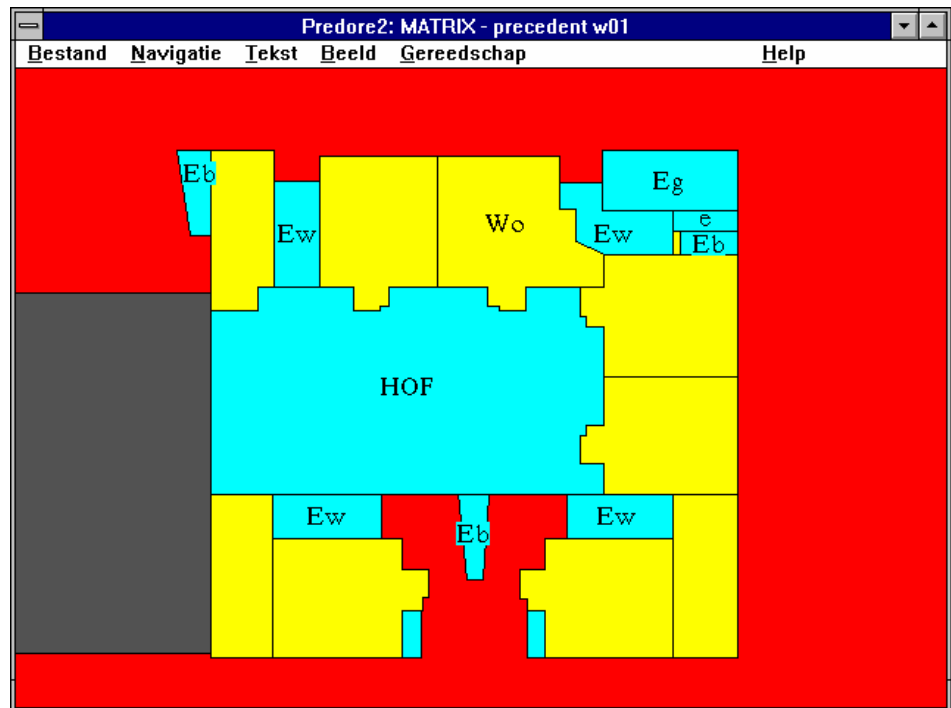 Predore2: MATRIX - precedent w01
Bestand Navigatie Tekst Beeld Gereedschap Help
Eb
Eg
Wo
e
Ew
Ew
Eb
HOF
Ew
Ew
Eb